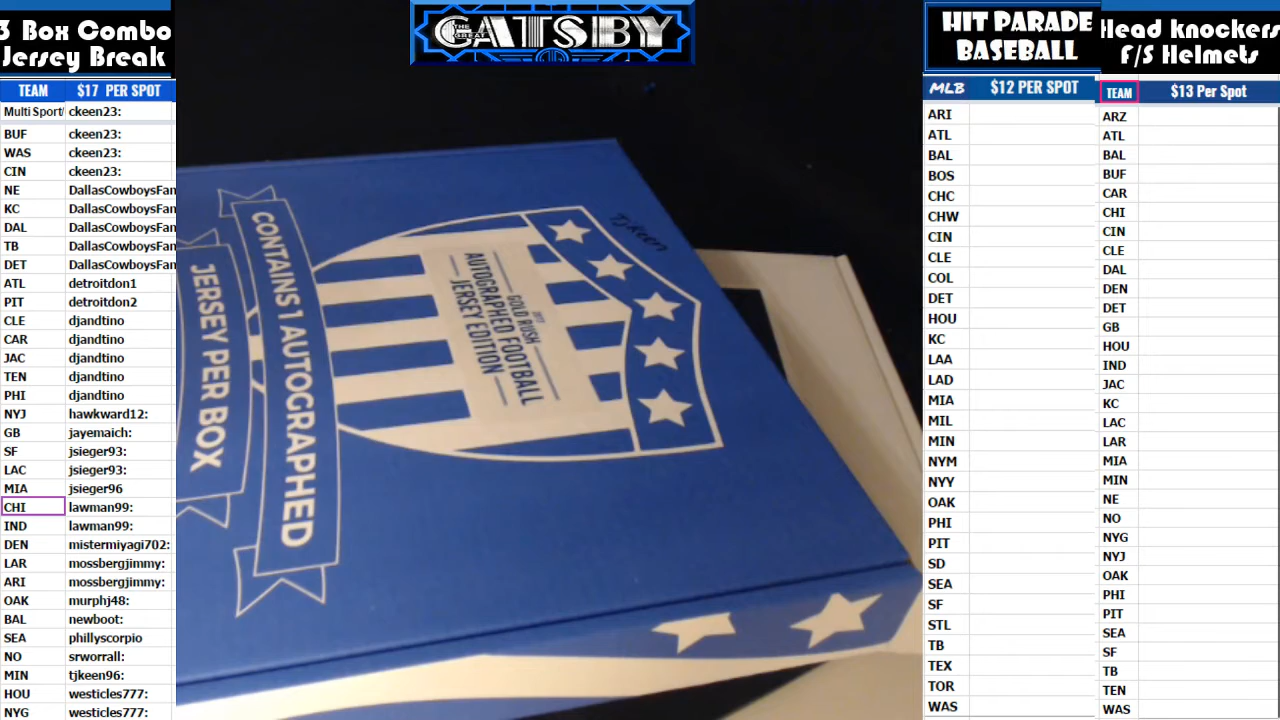 3 Box Combo
Jersey Break
TEAM $17 PER SPOT
Multi Sport/ ckeen23:
BUF ckeen23:
WAS ckeen23:
CIN ckeen23:
NE DallasCowboysFan
KC DallasCowboysFan
DAL DallasCowboysFan
TB DallasCowboysFan
DET DallasCowboysFan
ATL detroitdon1
PIT detroitdon2
CLE djandtino
CAR djandtino
JAC djandtino
TEN djandtino
PHI djandtino
NYJ hawkward12:
GB jayemaich:
SF jsieger93:
LAC jsieger93:
MIA jsieger96
CHI lawman99:
IND lawman99:
DEN mistermiyagi702:
LAR mossbergjimmy:
ARI mossbergjimmy:
OAK murphj48:
BAL newboot:
SEA phillyscorpio
NO srworrall:
MIN tjkeen96:
HOU westicles777:
NYG westicles777:
THE GREAT
GATSBY
Tjkeen
GOLD RUSH
AUTOGRAPHED FOOTBALL
JERSEY EDITION
CONTAINS 1 AUTOGRAPHED
JERSEY PER BOX
HIT PARADE
BASEBALL
MLB $12 PER SPOT
ARI
ATL
BAL
BOS
CHC
CHW
CIN
CLE
COL
DET
HOU
KC
LAA
LAD
MIA
MIL
MIN
NYM
NYY
OAK
PHI
PIT
SD
SEA
SF
STL
TB
TEX
TOR
WAS
Head knockers
F/S Helmets
TEAM $13 Per Spot
ARZ
ATL
BAL
BUF
CAR
CHI
CIN
CLE
DAL
DEN
DET
GB
HOU
IND
JAC
KC
LAC
LAR
MIA
MIN
NE
NO
NYG
NYJ
OAK
PHI
PIT
SEA
SF
TB
TEN
WAS